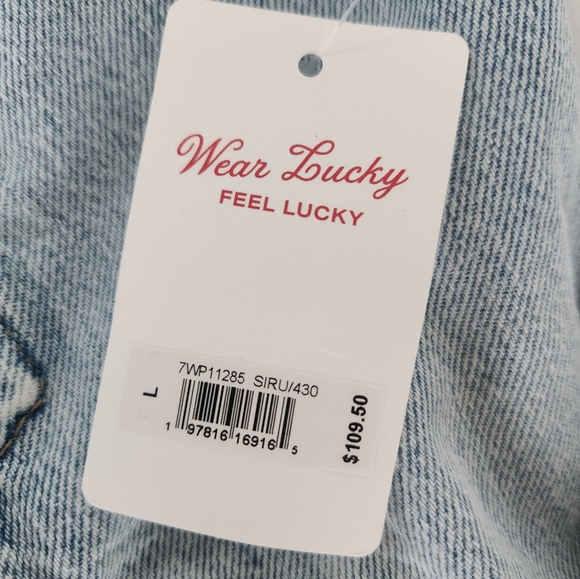 Wear Lucky
FEEL LUCKY
7WP11285 SIRU/430
L
1 97816 16916 5
$109.50